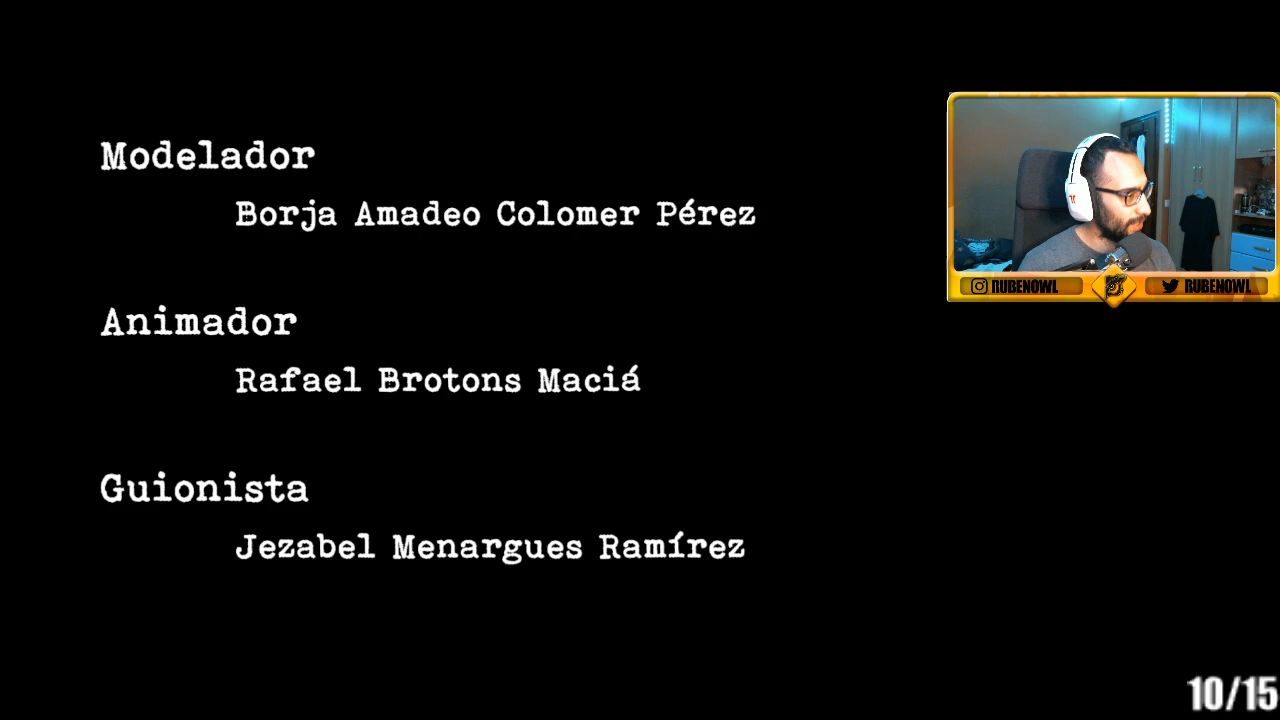 Modelador
Borja Amadeo Colomer Pérez
Animador
Rafael Brotons Maciá
Guionista
Jezabel Menargues Ramírez
RUBENOWL
RUBENOWL
10/15